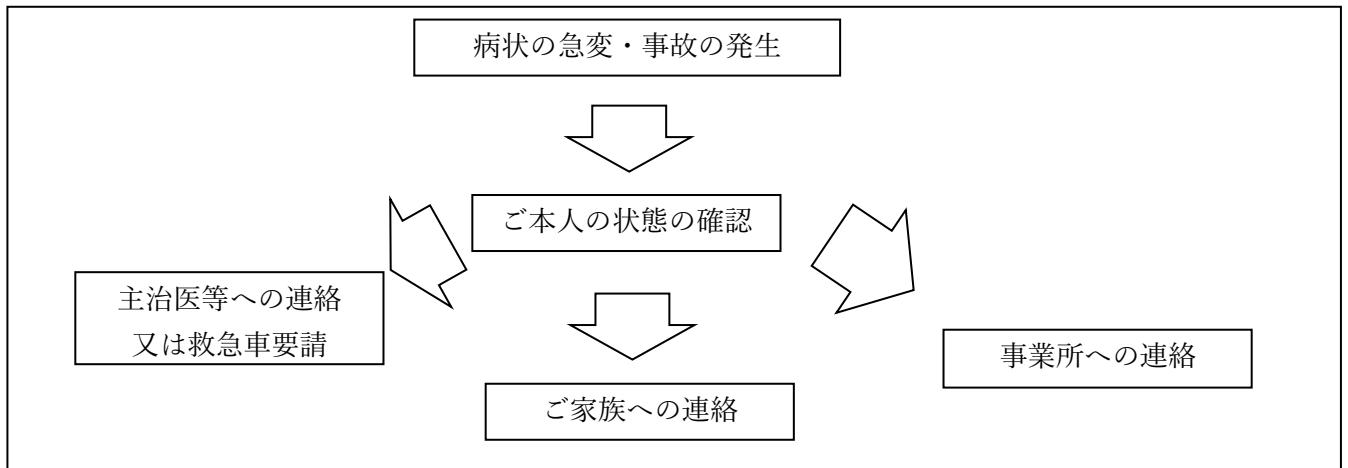 病状の急変・事故の発生
ご本人の状態の確認
主治医等への連絡
又は救急車要請
事業所への連絡
ご家族への連絡